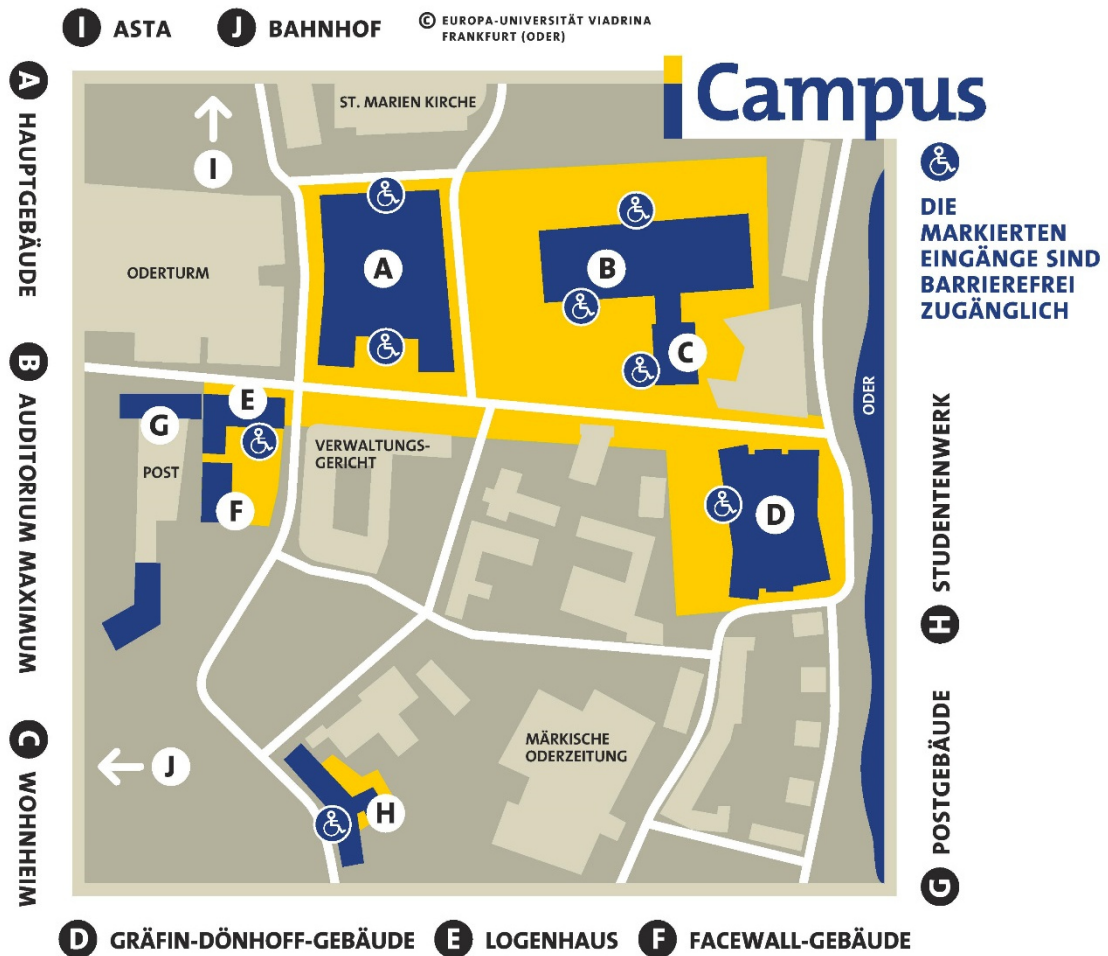 I ASTA
J BAHNHOF
© EUROPA-UNIVERSITÄT VIADRINA
FRANKFURT (ODER)
Campus
A HAUPTGEBÄUDE
B AUDITORIUM MAXIMUM
C WOHNHEIM
ST. MARIEN KIRCHE
I
ODERTURM
A
B
C
DIE
MARKIERTEN
EINGÄNGE SIND
BARRIEREFREI
ZUGÄNGLICH
ODER
E
G
POST
F
VERWALTUNGS-
GERICHT
D
J
MÄRKISCHE
ODERZEITUNG
H
H STUDENTENWERK
G POSTGEBÄUDE
D GRÄFIN-DÖNHOFF-GEBÄUDE
E LOGENHAUS
F FACEWALL-GEBÄUDE